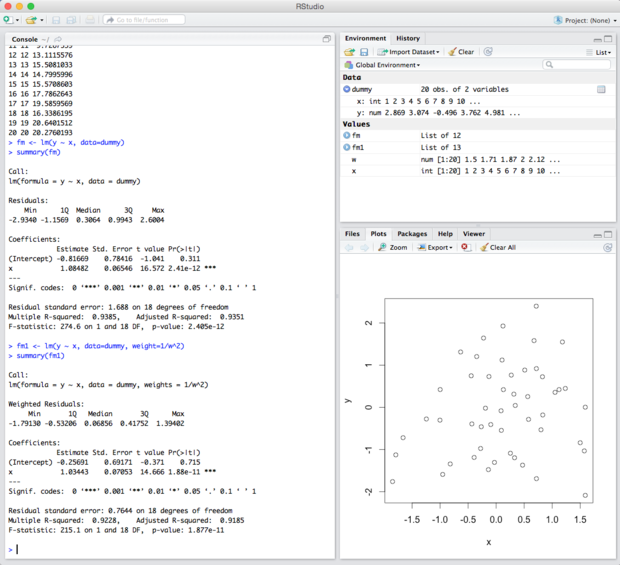 RStudio
Go to file/function
Project: (None)
Console ~/
11 11 9.7267355
12 12 13.1115576
13 13 15.5081033
14 14 14.7995996
15 15 15.5708603
16 16 17.7862643
17 17 19.5859569
18 18 16.3386195
19 19 20.6401512
20 20 20.2760193
> fm <- lm(y ~ x, data=dummy)
> summary(fm)
Call:
lm(formula = y ~ x, data = dummy)
Residuals:
Min 1Q Median 3Q Max
-2.9340 -1.1569 0.3064 0.9943 2.6004
Coefficients:
Estimate Std. Error t value Pr(>|t|)
(Intercept) -0.81669 0.78416 -1.041 0.311
x 1.08482 0.06546 16.572 2.41e-12 ***
---
Signif. codes: 0 ‘***’ 0.001 ‘**’ 0.01 ‘*’ 0.05 ‘.’ 0.1 ‘ ’ 1
Residual standard error: 1.688 on 18 degrees of freedom
Multiple R-squared: 0.9385, Adjusted R-squared: 0.9351
F-statistic: 274.6 on 1 and 18 DF, p-value: 2.405e-12
> fm1 <- lm(y ~ x, data=dummy, weight=1/w^2)
> summary(fm1)
Call:
lm(formula = y ~ x, data = dummy, weights = 1/w^2)
Weighted Residuals:
Min 1Q Median 3Q Max
-1.79130 -0.53206 0.06856 0.41752 1.39402
Coefficients:
Estimate Std. Error t value Pr(>|t|)
(Intercept) -0.25691 0.69171 -0.371 0.715
x 1.03443 0.07053 14.666 1.88e-11 ***
---
Signif. codes: 0 ‘***’ 0.001 ‘**’ 0.01 ‘*’ 0.05 ‘.’ 0.1 ‘ ’ 1
Residual standard error: 0.7644 on 18 degrees of freedom
Multiple R-squared: 0.9228, Adjusted R-squared: 0.9185
F-statistic: 215.1 on 1 and 18 DF, p-value: 1.877e-11
>
Environment History
Import Dataset Clear List
Global Environment
Data
dummy 20 obs. of 2 variables
x: int 1 2 3 4 5 6 7 8 9 10 ...
y: num 2.869 3.074 -0.496 3.762 4.981 ...
Values
fm List of 12
fm1 List of 13
w num [1:20] 1.5 1.71 1.87 2 2.12 ...
x int [1:20] 1 2 3 4 5 6 7 8 9 10 ...
Files Plots Packages Help Viewer
Zoom Export Clear All
2
1
0
-1
-2
y
-1.5 -1.0 -0.5 0.0 0.5 1.0 1.5
x